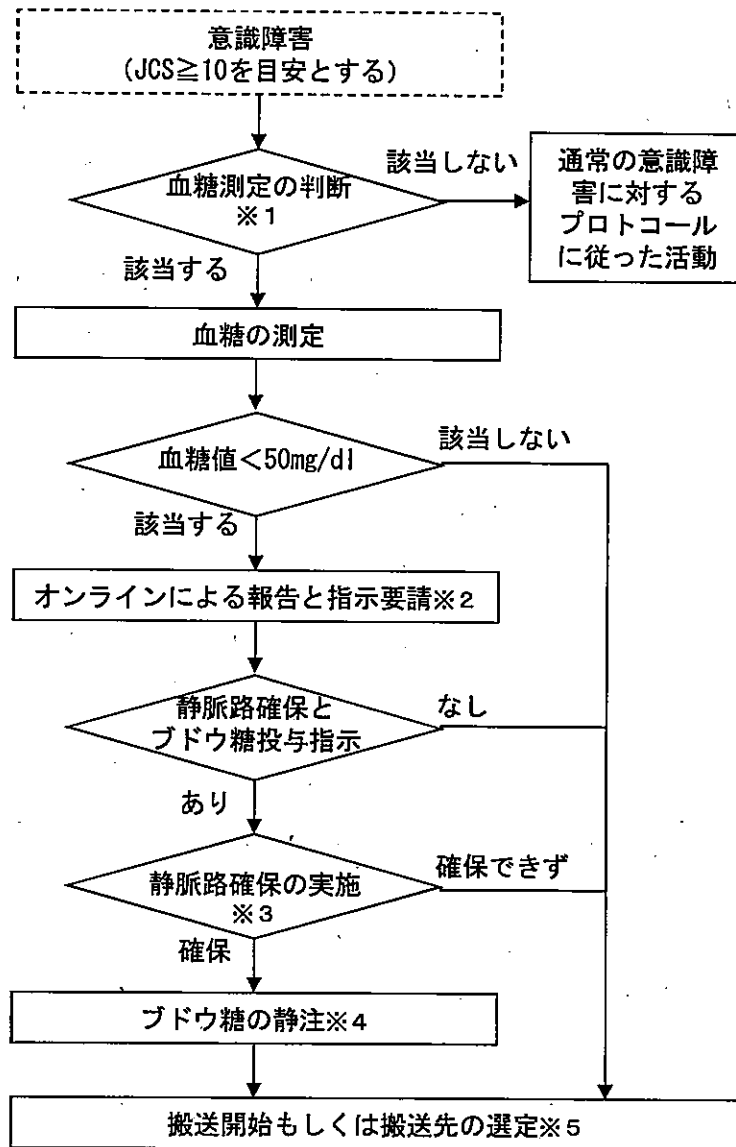 意識障害
(JCS≧10を目安とする)
該当しない
血糖測定の判断
※1
通常の意識障
害に対する
プロトコール
に従った活動
該当する
血糖の測定
血糖値<50mg/dl
該当しない
該当する
オンラインによる報告と指示要請※2
静脈路確保と
ブドウ糖投与指示
なし
あり
静脈路確保の実施
※3
確保できず
確保
ブドウ糖の静注※4
搬送開始もしくは搬送先の選定※5